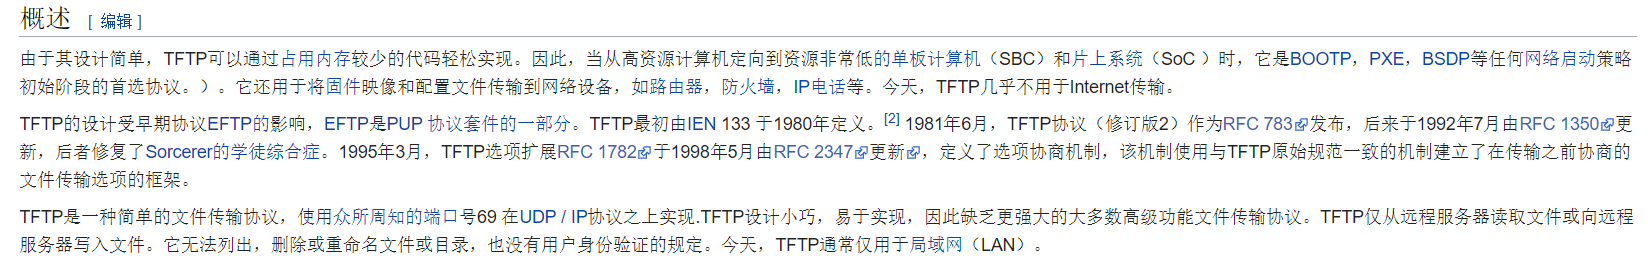 概述 [ 编辑 ]
由于其设计简单，TFTP可以通过占用内存较少的代码轻松实现。因此，当从高资源计算机定向到资源非常低的单板计算机（SBC）和片上系统（SoC ）时，它是BOOTP，PXE，BSDP等任何网络启动策略
初始阶段的首选协议。）。它还用于将固件映像和配置文件传输到网络设备，如路由器，防火墙，IP电话等。今天，TFTP几乎不用于Internet传输。
TFTP的设计受早期协议EFTP的影响，EFTP是PUP 协议套件的一部分。TFTP最初由IEN 133 于1980年定义。[2] 1981年6月，TFTP协议（修订版2）作为RFC 783发布，后来于1992年7月由RFC 1350更
新，后者修复了Sorcerer的学徒综合症。1995年3月，TFTP选项扩展RFC 1782于1998年5月由RFC 2347更新，定义了选项协商机制，该机制使用与TFTP原始规范一致的机制建立了在传输之前协商的
文件传输选项的框架。
TFTP是一种简单的文件传输协议，使用众所周知的端口号69 在UDP / IP协议之上实现.TFTP设计小巧，易于实现，因此缺乏更强大的大多数高级功能文件传输协议。TFTP仅从远程服务器读取文件或向远程
服务器写入文件。它无法列出，删除或重命名文件或目录，也没有用户身份验证的规定。今天，TFTP通常仅用于局域网（LAN）。